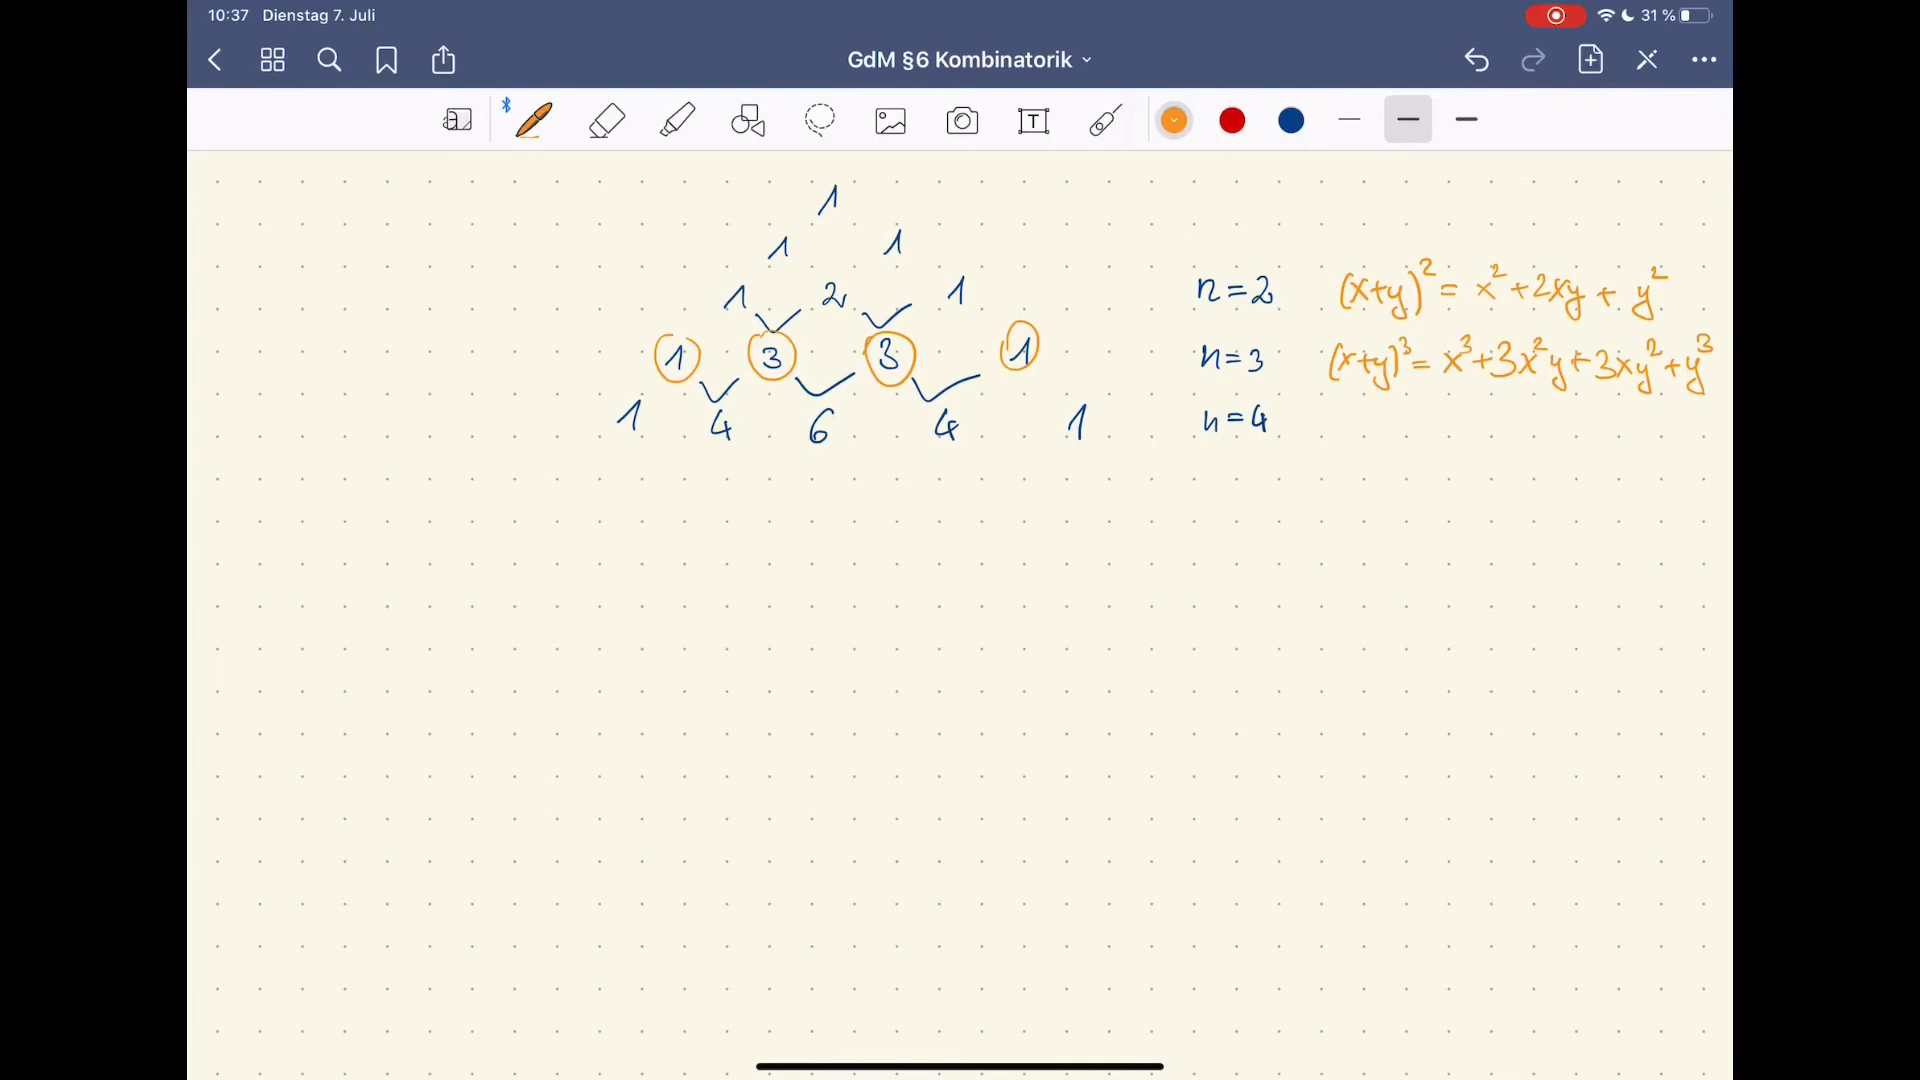 10:37 Dienstag 7. Juli 31 %
GdM §6 Kombinatorik
a T
1
1 1
1 2 1 n=2 (x+y)² = x² + 2xy + y²
1 3 3 1 n=3 (x+y)³ = x³+3x²y+3xy²+y³
1 4 6 4 1 n=4